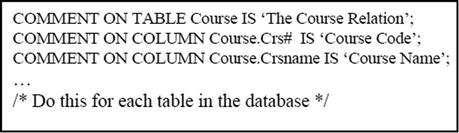 COMMENT ON TABLE Course IS ‘The Course Relation’;
COMMENT ON COLUMN Course.Crs# IS ‘Course Code’;
COMMENT ON COLUMN Course.Crsname IS ‘Course Name’;
…
/* Do this for each table in the database */